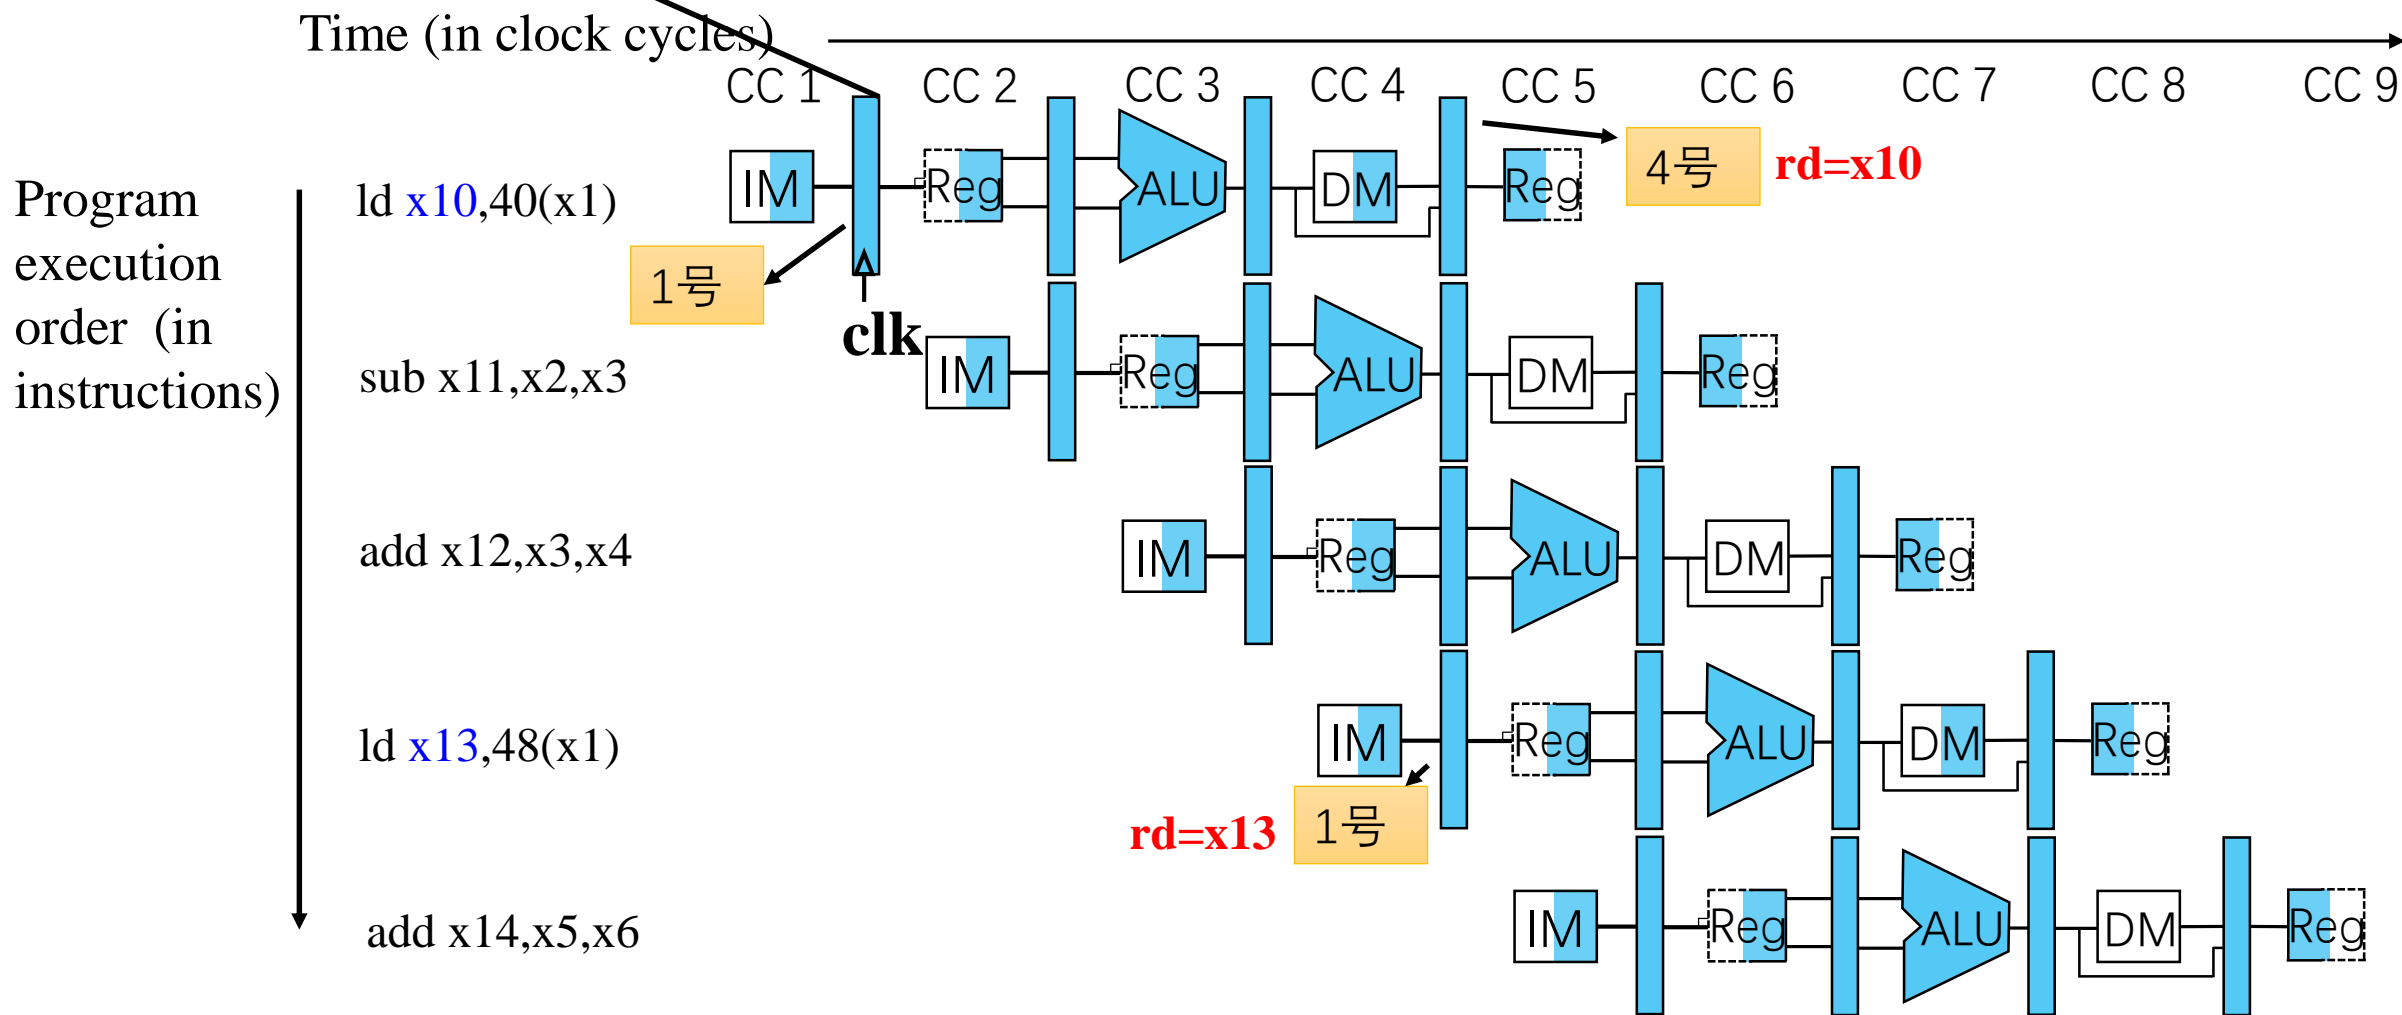 Time (in clock cycles)
CC 1 CC 2 CC 3 CC 4 CC 5 CC 6 CC 7 CC 8 CC 9
Program
execution
order (in
instructions)
ld x10,40(x1)
IM Reg ALU DM Reg
4号 rd=x10
1号
clk
sub x11,x2,x3
IM Reg ALU DM Reg
add x12,x3,x4
IM Reg ALU DM Reg
ld x13,48(x1)
IM Reg ALU DM Reg
rd=x13 1号
add x14,x5,x6
IM Reg ALU DM Reg